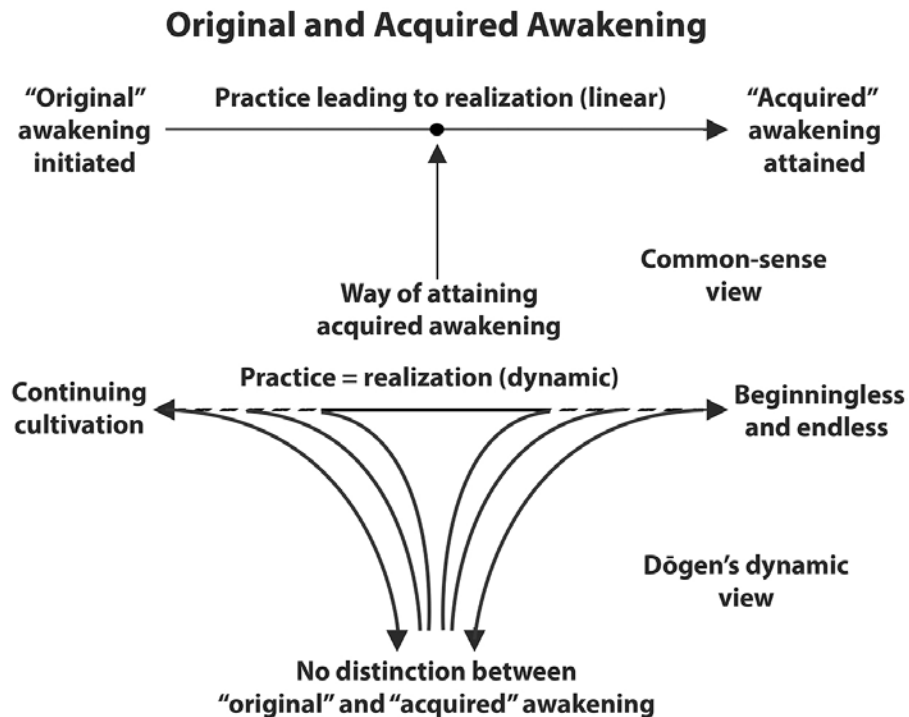 Original and Acquired Awakening
“Original”
awakening
initiated
Practice leading to realization (linear)
“Acquired”
awakening
attained
Way of attaining
acquired awakening
Common-sense
view
Continuing
cultivation
Practice = realization (dynamic)
Beginningless
and endless
Dōgen’s dynamic
view
No distinction between
“original” and “acquired” awakening